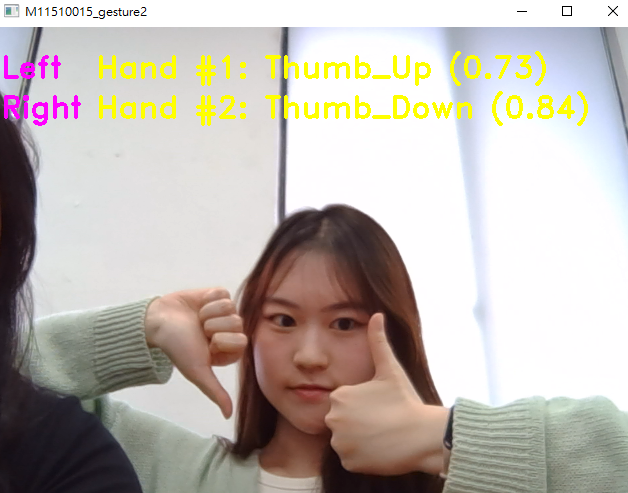 M11510015_gesture2
Left Hand #1: Thumb_Up (0.73)
Right Hand #2: Thumb_Down (0.84)